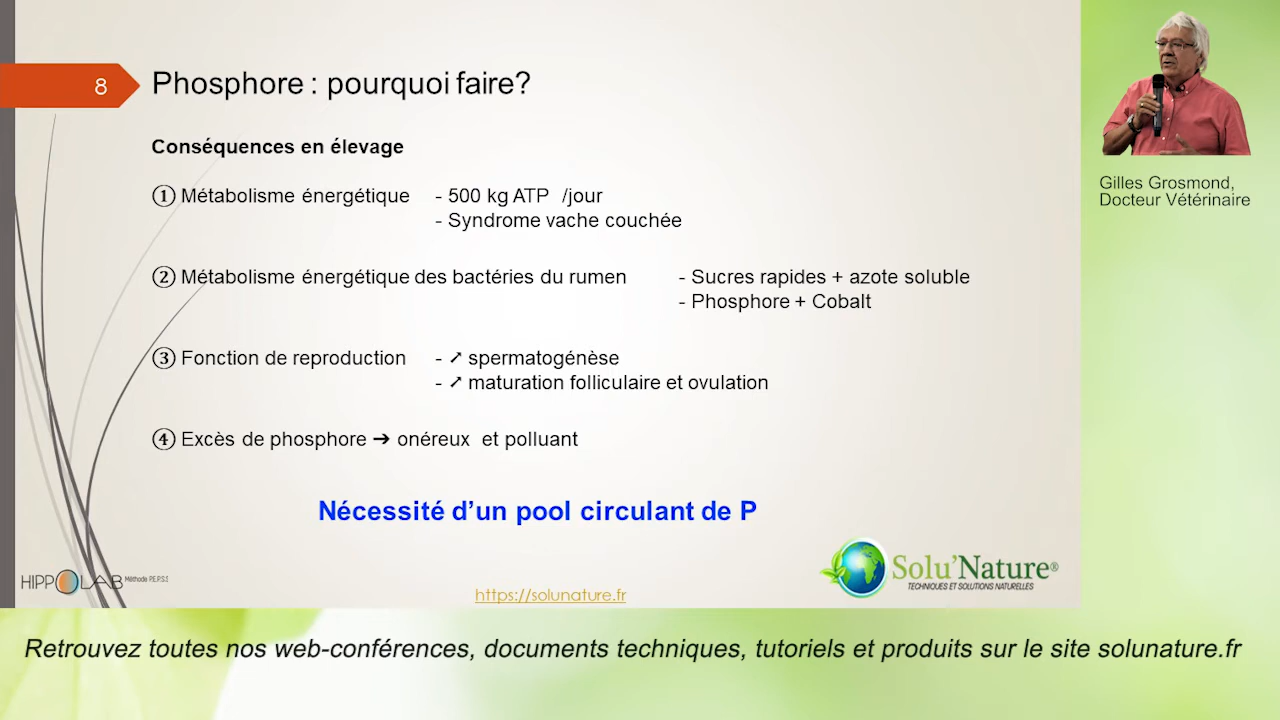 8
Phosphore : pourquoi faire?
Conséquences en élevage
① Métabolisme énergétique - 500 kg ATP /jour
- Syndrome vache couchée
② Métabolisme énergétique des bactéries du rumen - Sucres rapides + azote soluble
- Phosphore + Cobalt
③ Fonction de reproduction - ➚ spermatogénèse
- ➚ maturation folliculaire et ovulation
④ Excès de phosphore ➔ onéreux et polluant
Nécessité d’un pool circulant de P
HIPPOLAB Méthode P.E.P.S.S
https://solunature.fr
Solu’Nature®
TECHNIQUES ET SOLUTIONS NATURELLES
Gilles Grosmond,
Docteur Vétérinaire
Retrouvez toutes nos web-conférences, documents techniques, tutoriels et produits sur le site solunature.fr